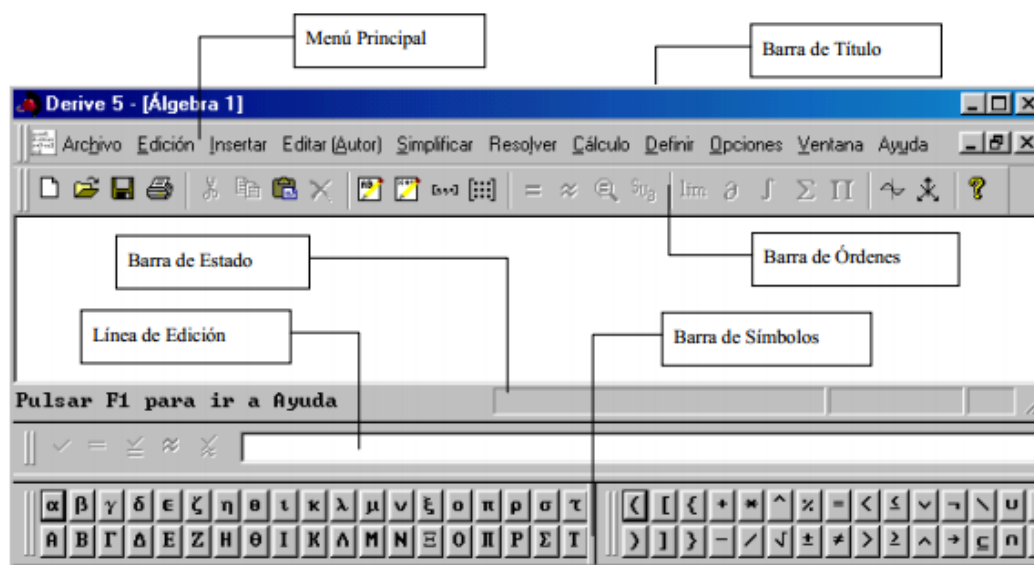 Menú Principal
Barra de Título
Derive 5 - [Álgebra 1]
Archivo Edición Insertar Editar (Autor) Simplificar Resolver Cálculo Definir Opciones Ventana Ayuda
= ≈ Sub lim ∂ ∫ Σ Π ?
Barra de Estado
Barra de Órdenes
Línea de Edición
Barra de Símbolos
Pulsar F1 para ir a Ayuda
α β γ δ ϵ ζ η θ ι κ λ μ ν ξ ο π ρ σ τ ( [ { + * ^ % = < ≤ ∨ ¬ \ ∪
Α Β Γ Δ Ε Ζ Η Θ Ι Κ Λ Μ Ν Ξ Ο Π Ρ Σ Τ ) ] } - / √ ± ≠ > ≥ ∧ → ⊆ ∩